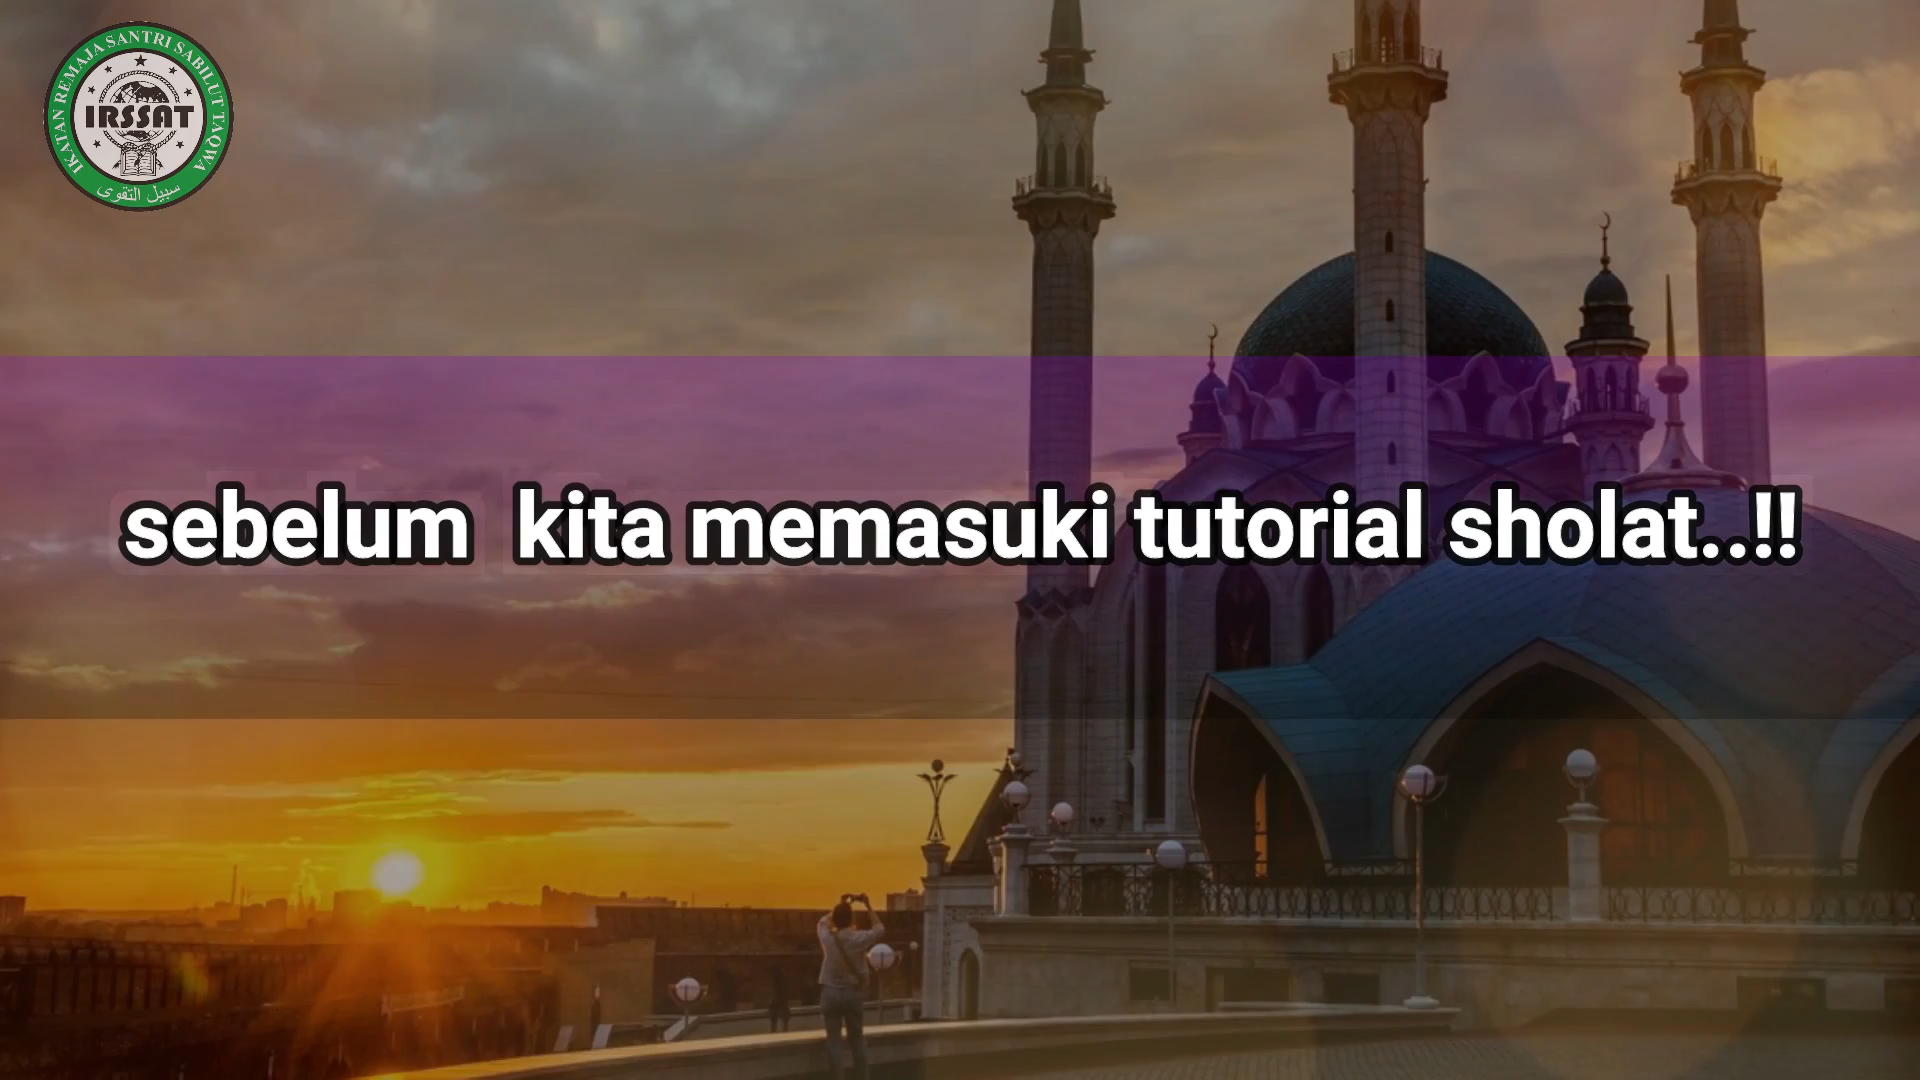 IKATAN REMAJA SANTRI SABILUT TAQWA
IRSSAT
سبيل التقوى
sebelum  kita memasuki tutorial sholat..!!